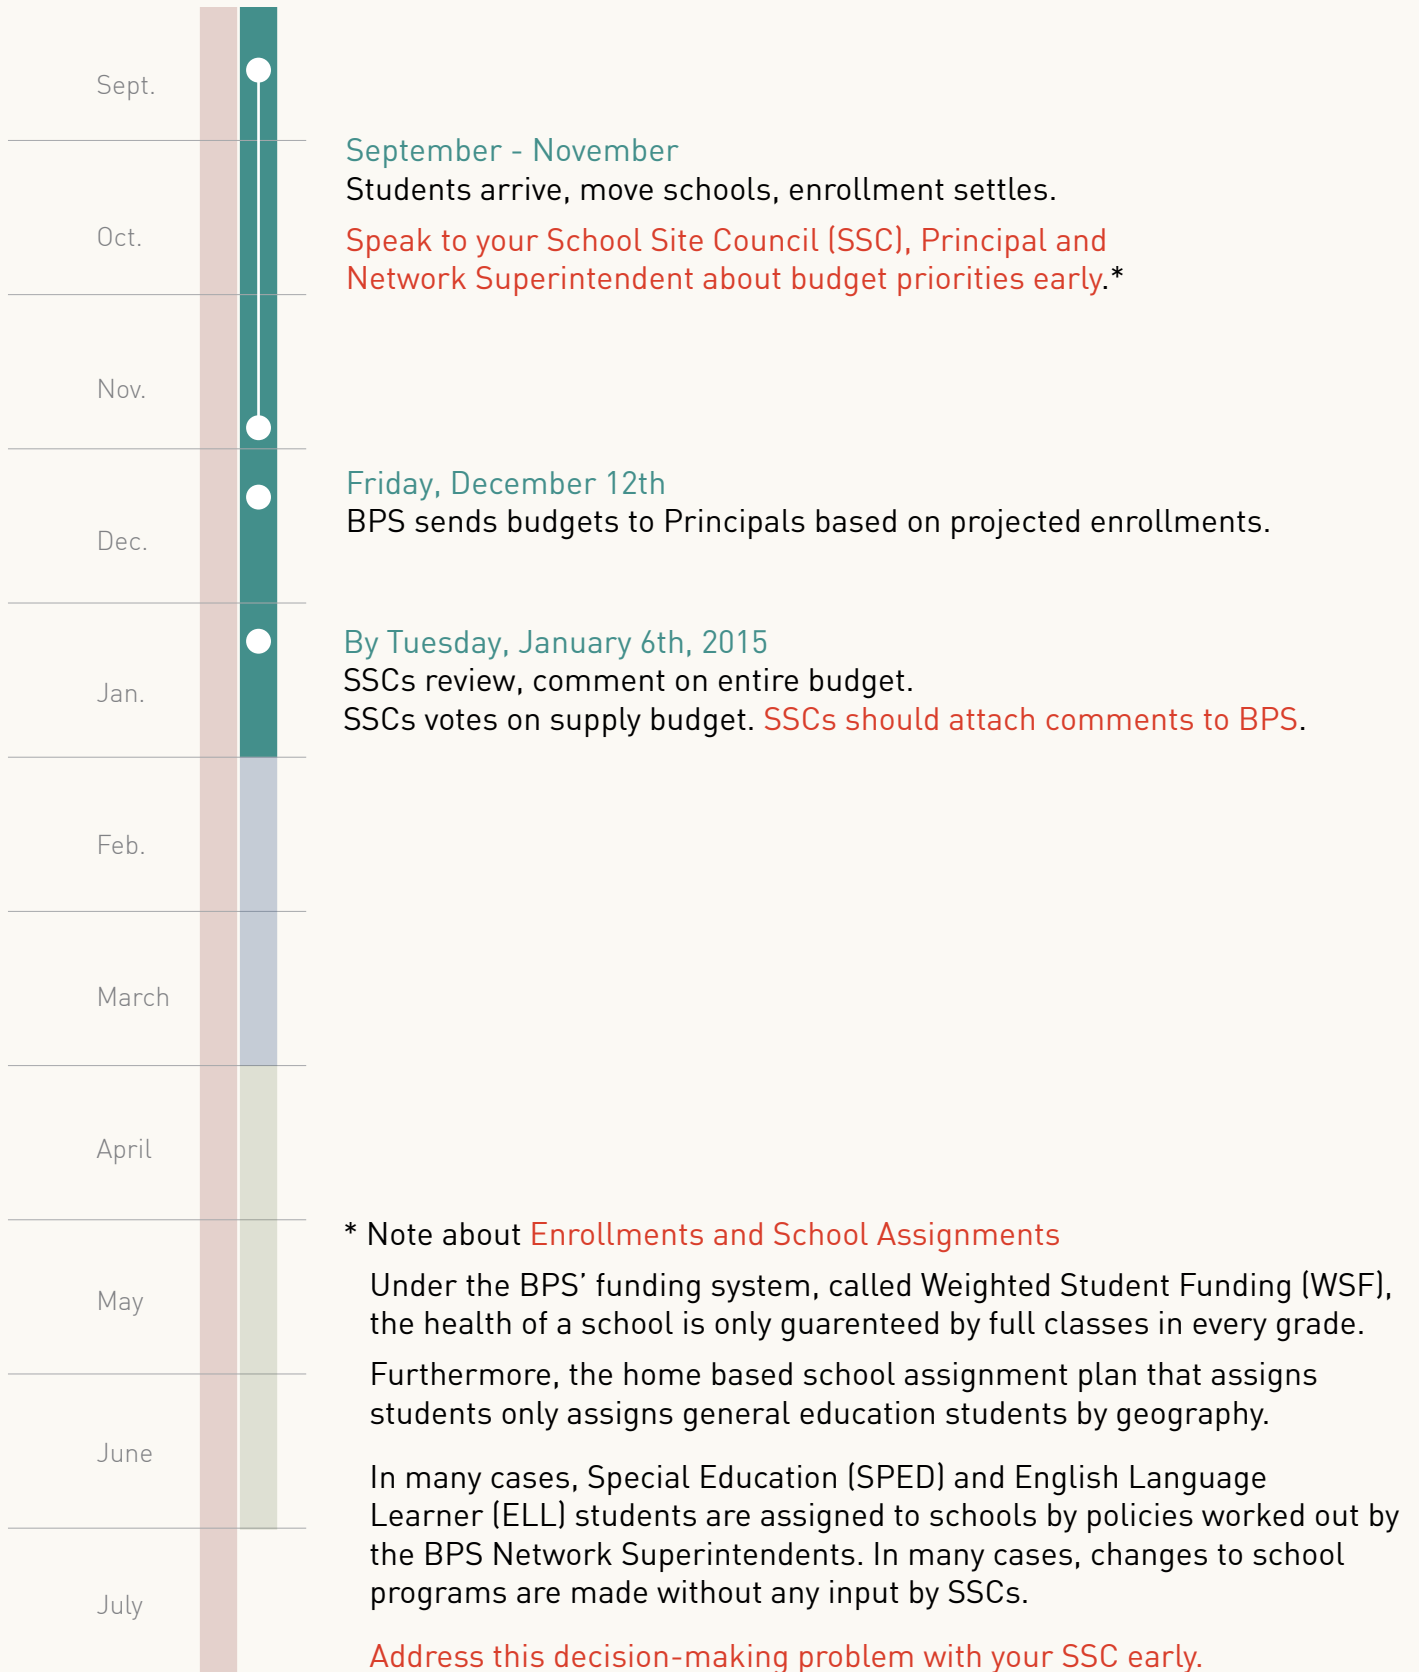 Sept.
September - November
Students arrive, move schools, enrollment settles.
Oct.
Speak to your School Site Council (SSC), Principal and
Network Superintendent about budget priorities early.*
Nov.
Friday, December 12th
BPS sends budgets to Principals based on projected enrollments.
Dec.
By Tuesday, January 6th, 2015
SSCs review, comment on entire budget.
Jan.
SSCs votes on supply budget. SSCs should attach comments to BPS.
Feb.
March
April
* Note about Enrollments and School Assignments
Under the BPS’ funding system, called Weighted Student Funding (WSF),
May
the health of a school is only guarenteed by full classes in every grade.
Furthermore, the home based school assignment plan that assigns
students only assigns general education students by geography.
June
In many cases, Special Education (SPED) and English Language
Learner (ELL) students are assigned to schools by policies worked out by
the BPS Network Superintendents. In many cases, changes to school
programs are made without any input by SSCs.
July
Address this decision-making problem with your SSC early.